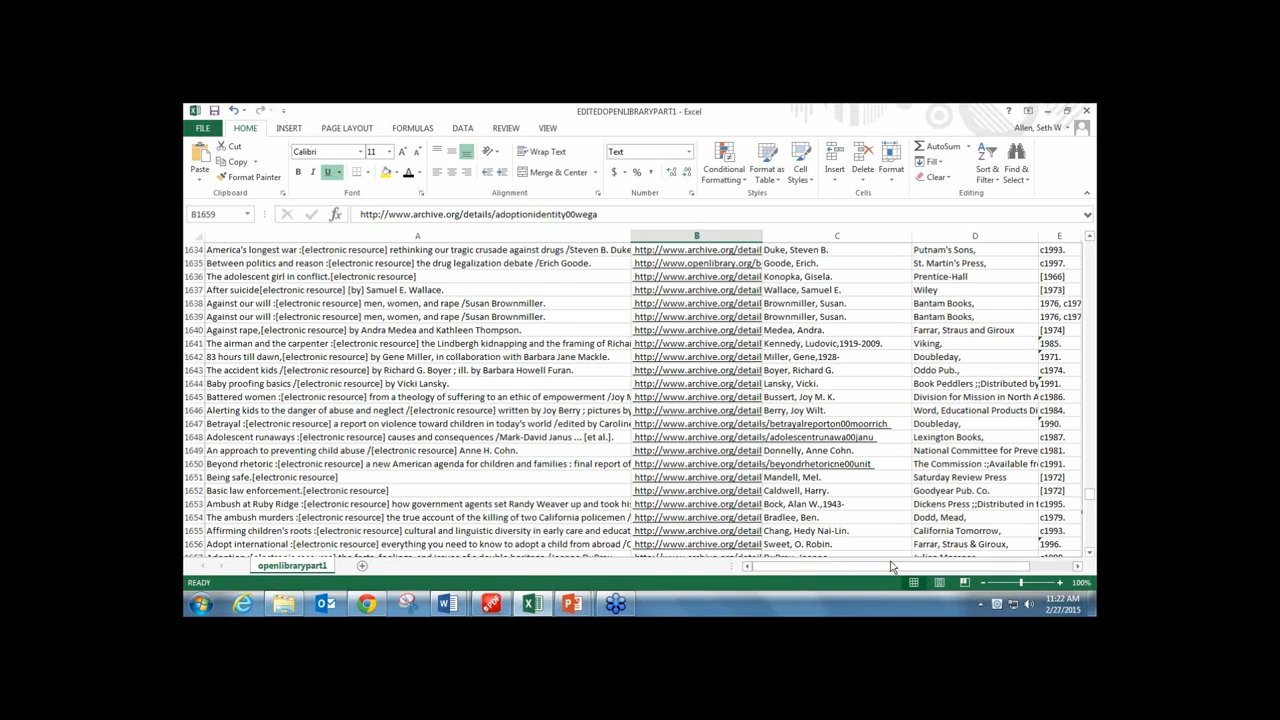 EDITEDOPENLIBRARYPART1 - Excel
FILE HOME INSERT PAGE LAYOUT FORMULAS DATA REVIEW VIEW Allen, Seth W
Cut Calibri 11 Wrap Text Text AutoSum
Paste Copy Conditional Formatting Format as Table Cell Styles Insert Delete Format Fill Sort & Filter Find & Select
Format Painter B I U Merge & Center $ % Clear
Clipboard Font Alignment Number Styles Cells Editing
B1659 fx http://www.archive.org/details/adoptionidentity00wega
A B C D E
1634 America's longest war :[electronic resource] rethinking our tragic crusade against drugs /Steven B. Duke http://www.archive.org/detail Duke, Steven B. Putnam's Sons, c1993.
1635 Between politics and reason :[electronic resource] the drug legalization debate /Erich Goode. http://www.openlibrary.org/b Goode, Erich. St. Martin's Press, c1997.
1636 The adolescent girl in conflict.[electronic resource] http://www.archive.org/detail Konopka, Gisela. Prentice-Hall [1966]
1637 After suicide[electronic resource] [by] Samuel E. Wallace. http://www.archive.org/detail Wallace, Samuel E. Wiley [1973]
1638 Against our will :[electronic resource] men, women, and rape /Susan Brownmiller. http://www.archive.org/detail Brownmiller, Susan. Bantam Books, 1976, c197
1639 Against our will :[electronic resource] men, women, and rape /Susan Brownmiller. http://www.archive.org/detail Brownmiller, Susan. Bantam Books, 1976, c197
1640 Against rape,[electronic resource] by Andra Medea and Kathleen Thompson. http://www.archive.org/detail Medea, Andra. Farrar, Straus and Giroux [1974]
1641 The airman and the carpenter :[electronic resource] the Lindbergh kidnapping and the framing of Richar http://www.archive.org/detail Kennedy, Ludovic,1919-2009. Viking, 1985.
1642 83 hours till dawn,[electronic resource] by Gene Miller, in collaboration with Barbara Jane Mackle. http://www.archive.org/detail Miller, Gene,1928- Doubleday, 1971.
1643 The accident kids /[electronic resource] by Richard G. Boyer ; ill. by Barbara Howell Furan. http://www.archive.org/detail Boyer, Richard G. Oddo Pub., c1974.
1644 Baby proofing basics /[electronic resource] by Vicki Lansky. http://www.archive.org/detail Lansky, Vicki. Book Peddlers ;;Distributed by 1991.
1645 Battered women :[electronic resource] from a theology of suffering to an ethic of empowerment /Joy M http://www.archive.org/detail Bussert, Joy M. K. Division for Mission in North A c1986.
1646 Alerting kids to the danger of abuse and neglect /[electronic resource] written by Joy Berry ; pictures by http://www.archive.org/detail Berry, Joy Wilt. Word, Educational Products Di c1984.
1647 Betrayal :[electronic resource] a report on violence toward children in today's world /edited by Caroline http://www.archive.org/details/betrayalreporton00moorrich Doubleday, 1990.
1648 Adolescent runaways :[electronic resource] causes and consequences /Mark-David Janus ... [et al.]. http://www.archive.org/details/adolescentrunawa00janu Lexington Books, c1987.
1649 An approach to preventing child abuse /[electronic resource] Anne H. Cohn. http://www.archive.org/detail Donnelly, Anne Cohn. National Committee for Preve c1981.
1650 Beyond rhetoric :[electronic resource] a new American agenda for children and families : final report of http://www.archive.org/details/beyondrhetoricne00unit The Commission ;;Available fr c1991.
1651 Being safe.[electronic resource] http://www.archive.org/detail Mandell, Mel. Saturday Review Press [1972]
1652 Basic law enforcement.[electronic resource] http://www.archive.org/detail Caldwell, Harry. Goodyear Pub. Co. [1972]
1653 Ambush at Ruby Ridge :[electronic resource] how government agents set Randy Weaver up and took his http://www.archive.org/detail Bock, Alan W.,1943- Dickens Press ;;Distributed in t c1995.
1654 The ambush murders :[electronic resource] the true account of the killing of two California policemen / http://www.archive.org/detail Bradlee, Ben. Dodd, Mead, c1979.
1655 Affirming children's roots :[electronic resource] cultural and linguistic diversity in early care and educat http://www.archive.org/detail Chang, Hedy Nai-Lin. California Tomorrow, c1993.
1656 Adopt international :[electronic resource] everything you need to know to adopt a child from abroad /O http://www.archive.org/detail Sweet, O. Robin. Farrar, Straus & Giroux, 1996.
openlibrarypart1
READY 100%
11:22 AM
2/27/2015